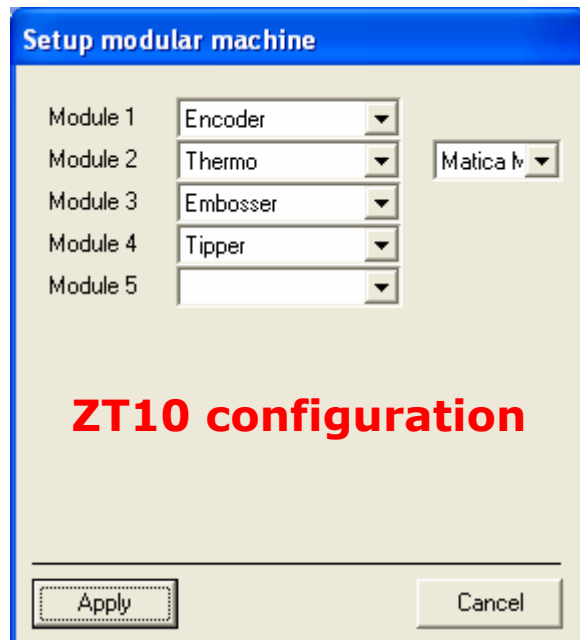 Setup modular machine
Module 1 Encoder
Module 2 Thermo Matica
Module 3 Embosser
Module 4 Tipper
Module 5
ZT10 configuration
Apply Cancel